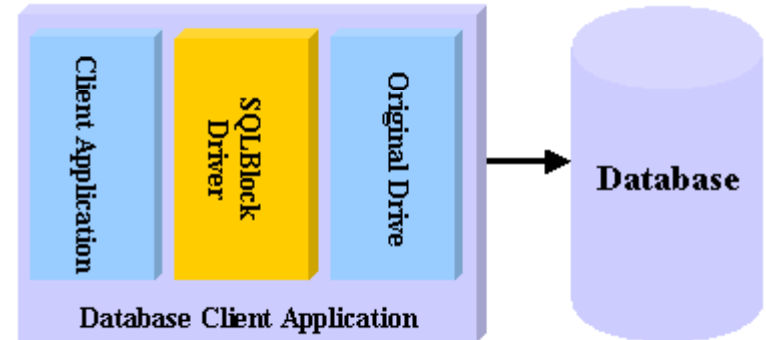 Client Application
SQLBlock
Driver
Original Drive
Database Client Application
Database